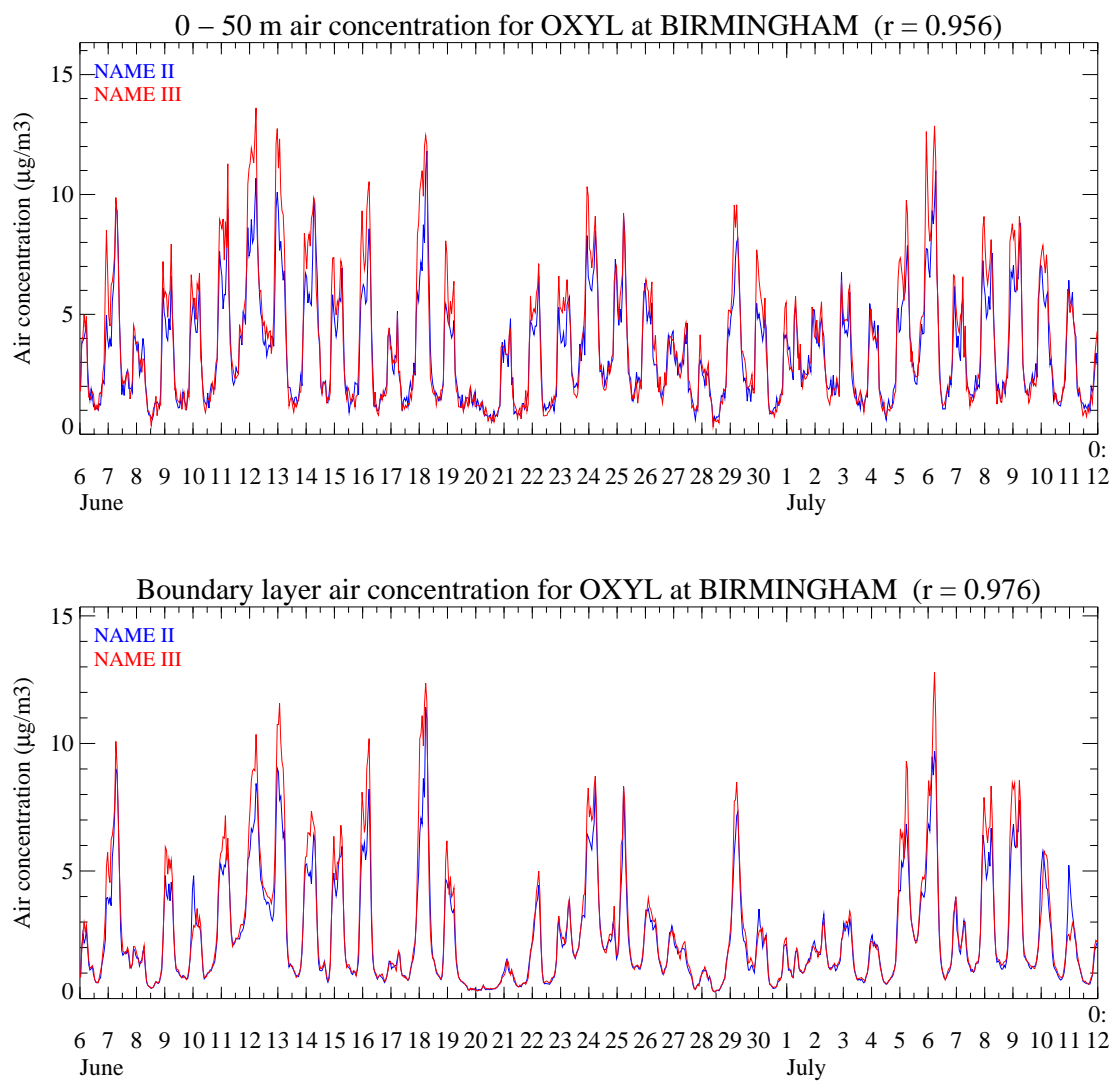 0 – 50 m air concentration for OXYL at BIRMINGHAM (r = 0.956)
NAME II
NAME III
Air concentration (µg/m3)
15
10
5
0
0:
6 7 8 9 10 11 12 13 14 15 16 17 18 19 20 21 22 23 24 25 26 27 28 29 30 1 2 3 4 5 6 7 8 9 10 11 12
June July
Boundary layer air concentration for OXYL at BIRMINGHAM (r = 0.976)
NAME II
NAME III
Air concentration (µg/m3)
15
10
5
0
0:
6 7 8 9 10 11 12 13 14 15 16 17 18 19 20 21 22 23 24 25 26 27 28 29 30 1 2 3 4 5 6 7 8 9 10 11 12
June July